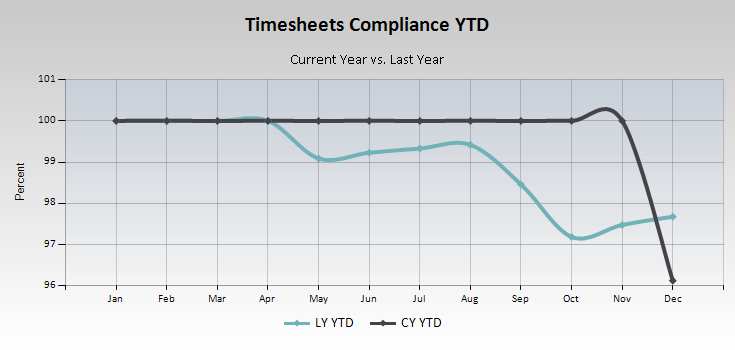 Timesheets Compliance YTD
Current Year vs. Last Year
Percent
101
100
99
98
97
96
Jan Feb Mar Apr May Jun Jul Aug Sep Oct Nov Dec
LY YTD CY YTD